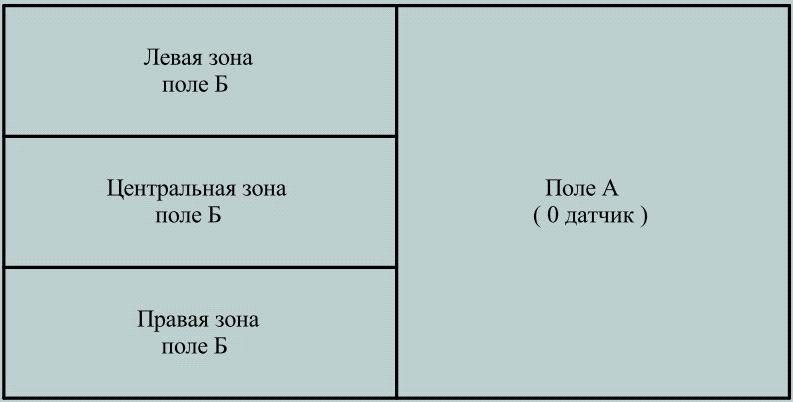 Левая зона
поле Б
Центральная зона
поле Б
Правая зона
поле Б
Поле А
( 0 датчик )